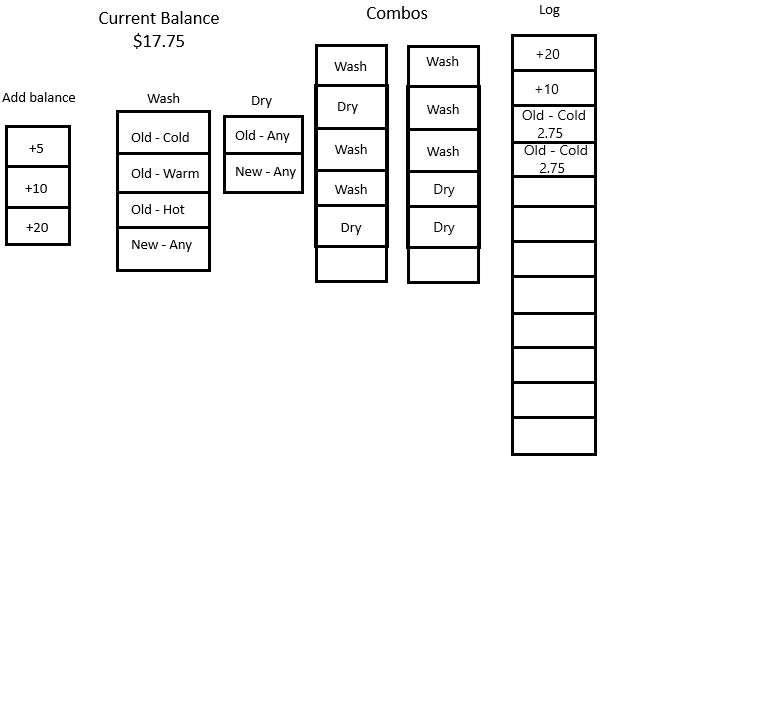 Current Balance
$17.75
Combos
Log
Add balance
+5
+10
+20
Wash
Old - Cold
Old - Warm
Old - Hot
New - Any
Dry
Old - Any
New - Any
Wash
Dry
Wash
Wash
Dry
Wash
Wash
Wash
Dry
Dry
+20
+10
Old - Cold
2.75
Old - Cold
2.75